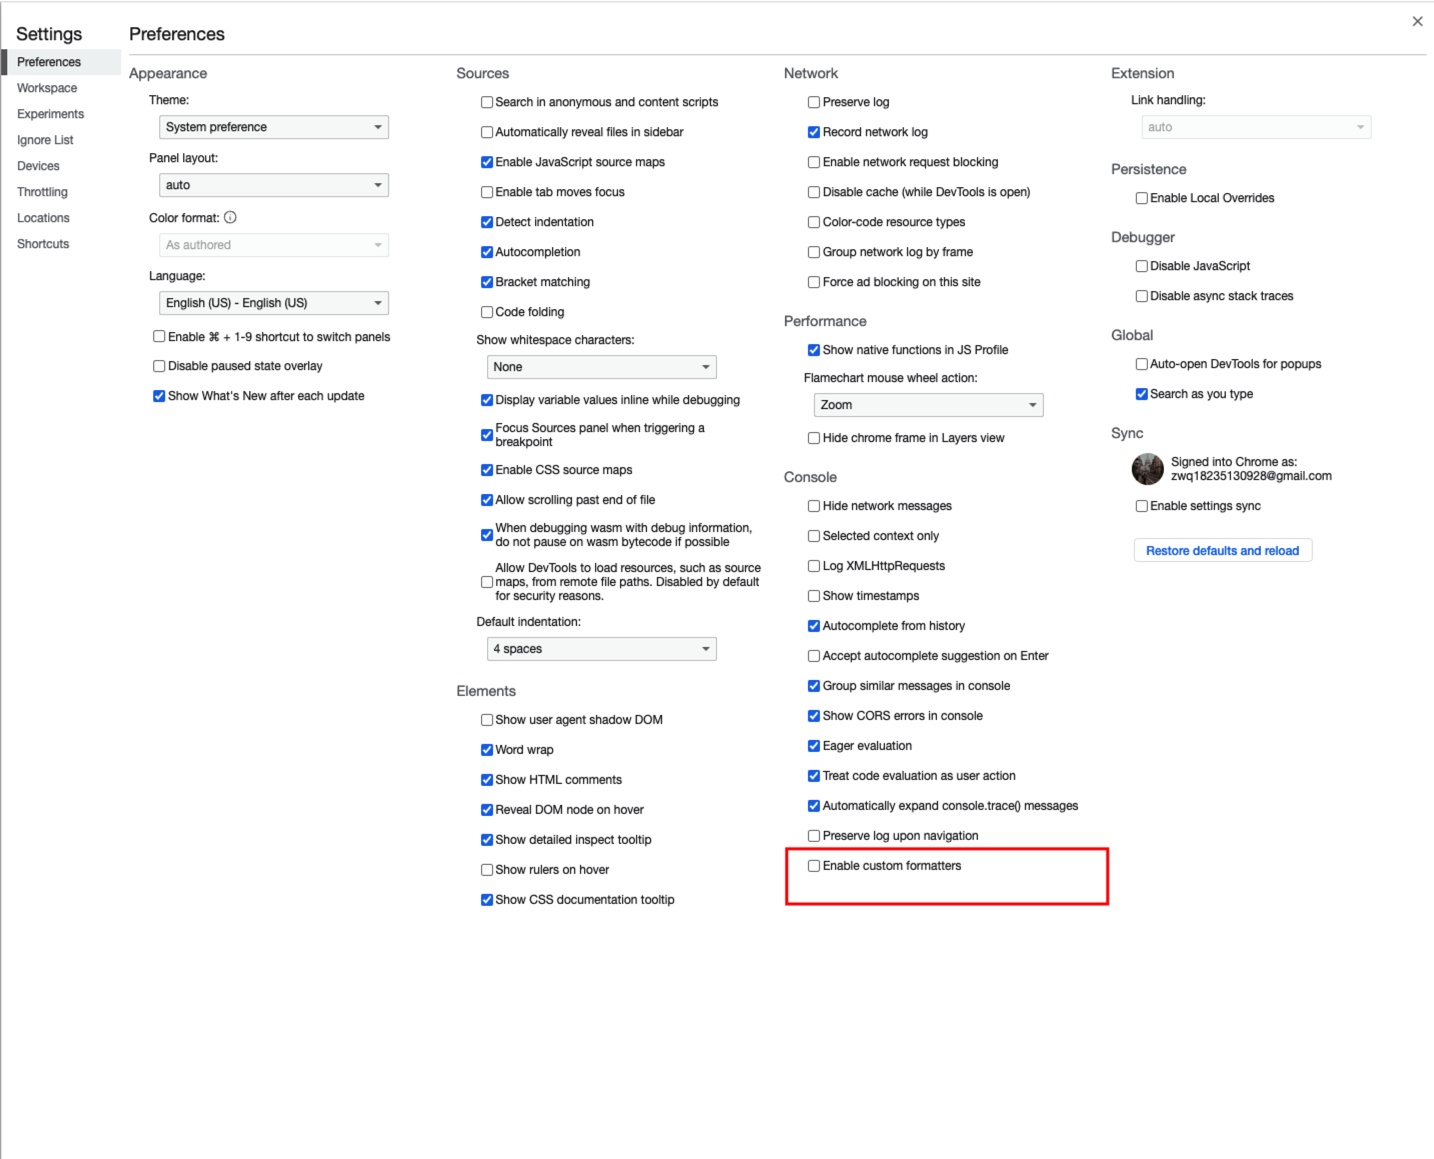 Settings
Preferences
Workspace
Experiments
Ignore List
Devices
Throttling
Locations
Shortcuts
Preferences
Appearance
Theme:
System preference
Panel layout:
auto
Color format:
As authored
Language:
English (US) - English (US)
Enable ⌘ + 1-9 shortcut to switch panels
Disable paused state overlay
Show What's New after each update
Sources
Search in anonymous and content scripts
Automatically reveal files in sidebar
Enable JavaScript source maps
Enable tab moves focus
Detect indentation
Autocompletion
Bracket matching
Code folding
Show whitespace characters:
None
Display variable values inline while debugging
Focus Sources panel when triggering a
breakpoint
Enable CSS source maps
Allow scrolling past end of file
When debugging wasm with debug information,
do not pause on wasm bytecode if possible
Allow DevTools to load resources, such as source
maps, from remote file paths. Disabled by default
for security reasons.
Default indentation:
4 spaces
Elements
Show user agent shadow DOM
Word wrap
Show HTML comments
Reveal DOM node on hover
Show detailed inspect tooltip
Show rulers on hover
Show CSS documentation tooltip
Network
Preserve log
Record network log
Enable network request blocking
Disable cache (while DevTools is open)
Color-code resource types
Group network log by frame
Force ad blocking on this site
Performance
Show native functions in JS Profile
Flamechart mouse wheel action:
Zoom
Hide chrome frame in Layers view
Console
Hide network messages
Selected context only
Log XMLHttpRequests
Show timestamps
Autocomplete from history
Accept autocomplete suggestion on Enter
Group similar messages in console
Show CORS errors in console
Eager evaluation
Treat code evaluation as user action
Automatically expand console.trace() messages
Preserve log upon navigation
Enable custom formatters
Extension
Link handling:
auto
Persistence
Enable Local Overrides
Debugger
Disable JavaScript
Disable async stack traces
Global
Auto-open DevTools for popups
Search as you type
Sync
Signed into Chrome as:
zwq18235130928@gmail.com
Enable settings sync
Restore defaults and reload